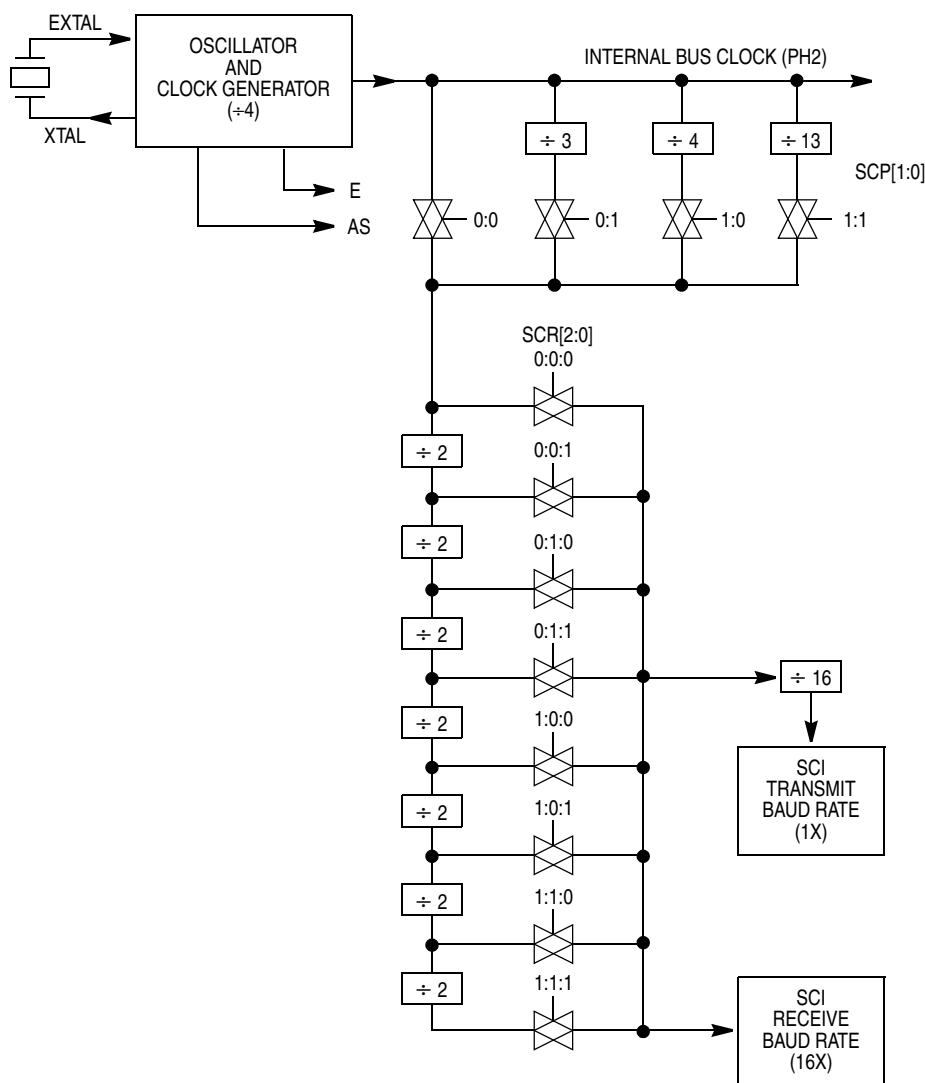 EXTAL
OSCILLATOR
AND
CLOCK GENERATOR
(÷4)
XTAL
INTERNAL BUS CLOCK (PH2)
÷ 3
÷ 4
÷ 13
SCP[1:0]
E
AS
0:0
0:1
1:0
1:1
SCR[2:0]
0:0:0
÷ 2
0:0:1
÷ 2
0:1:0
÷ 2
0:1:1
÷ 16
÷ 2
1:0:0
SCI
TRANSMIT
BAUD RATE
(1X)
÷ 2
1:0:1
÷ 2
1:1:0
÷ 2
1:1:1
SCI
RECEIVE
BAUD RATE
(16X)